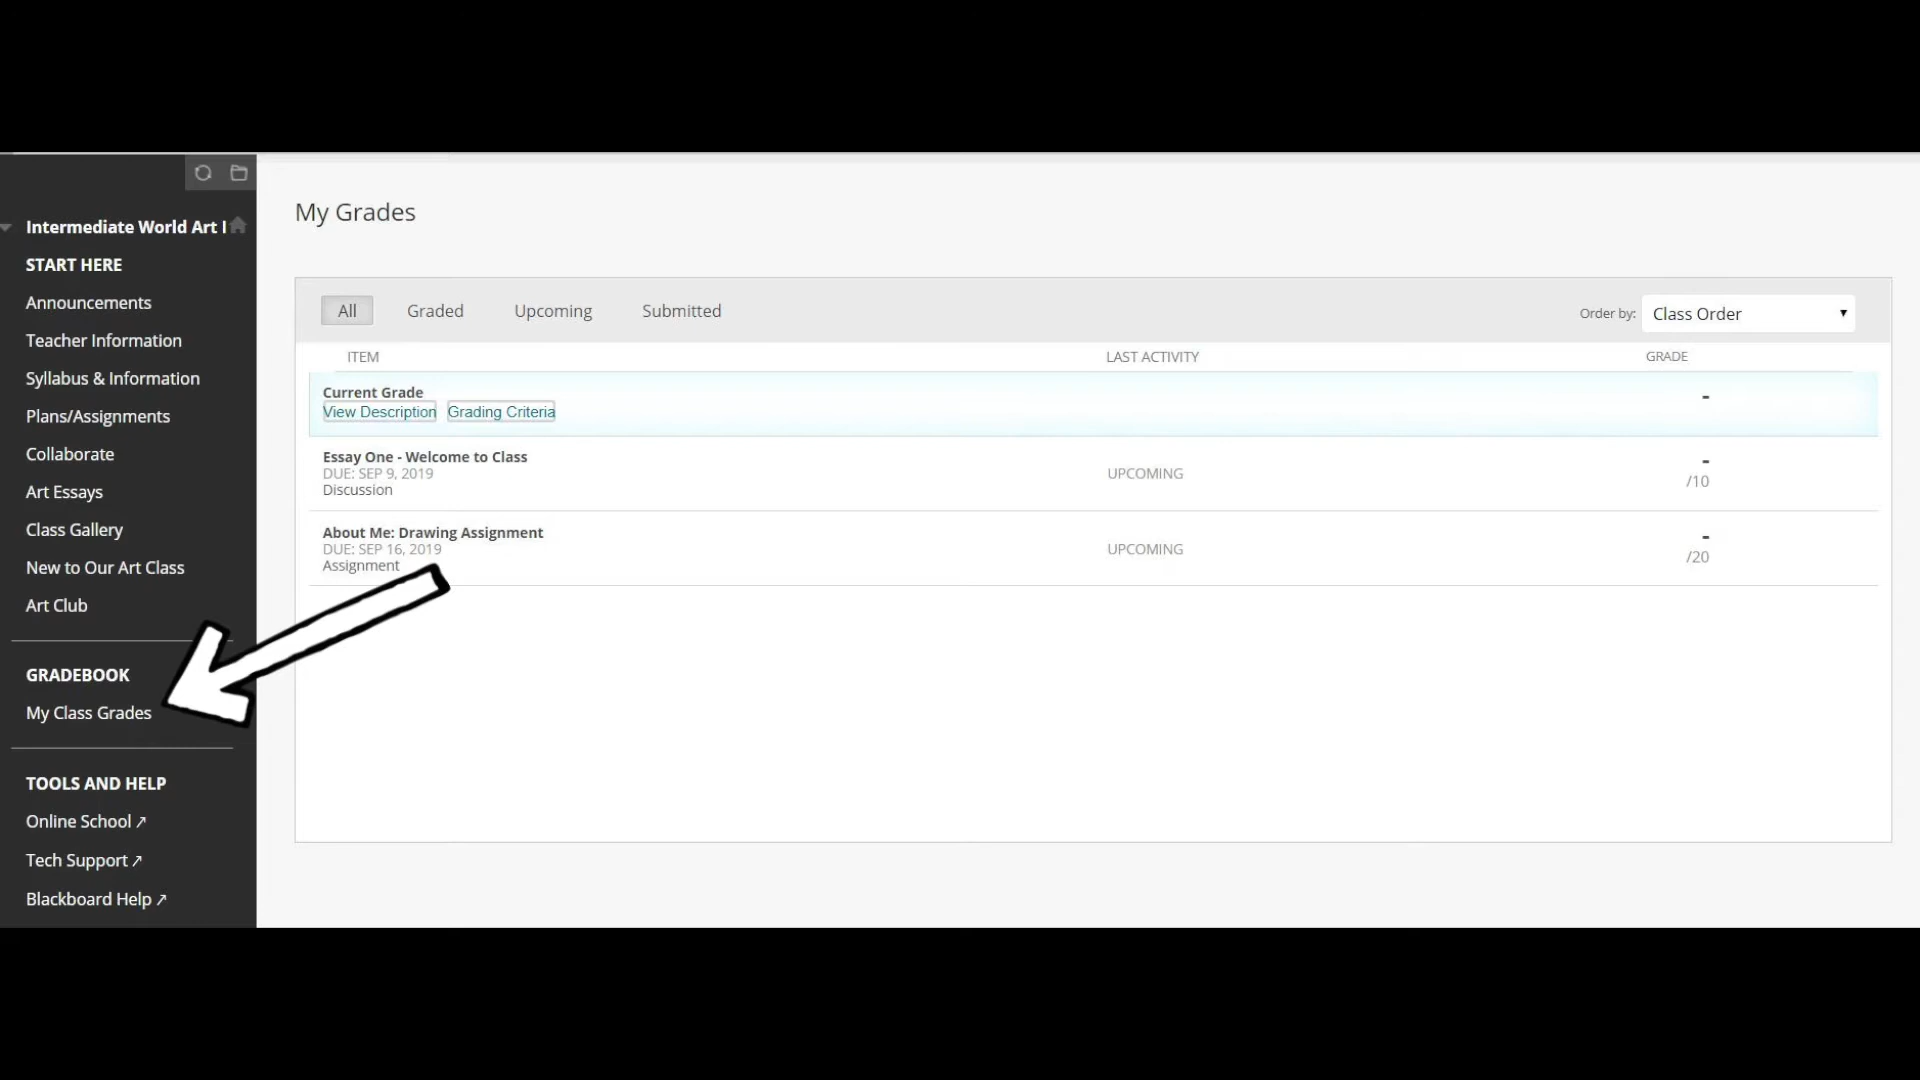 Intermediate World Art I
START HERE
Announcements
Teacher Information
Syllabus & Information
Plans/Assignments
Collaborate
Art Essays
Class Gallery
New to Our Art Class
Art Club
GRADEBOOK
My Class Grades
TOOLS AND HELP
Online School ↗
Tech Support ↗
Blackboard Help ↗
My Grades
All Graded Upcoming Submitted
Order by: Class Order
ITEM LAST ACTIVITY GRADE
Current Grade -
View Description Grading Criteria
Essay One - Welcome to Class -
DUE: SEP 9, 2019 UPCOMING /10
Discussion
About Me: Drawing Assignment -
DUE: SEP 16, 2019 UPCOMING /20
Assignment